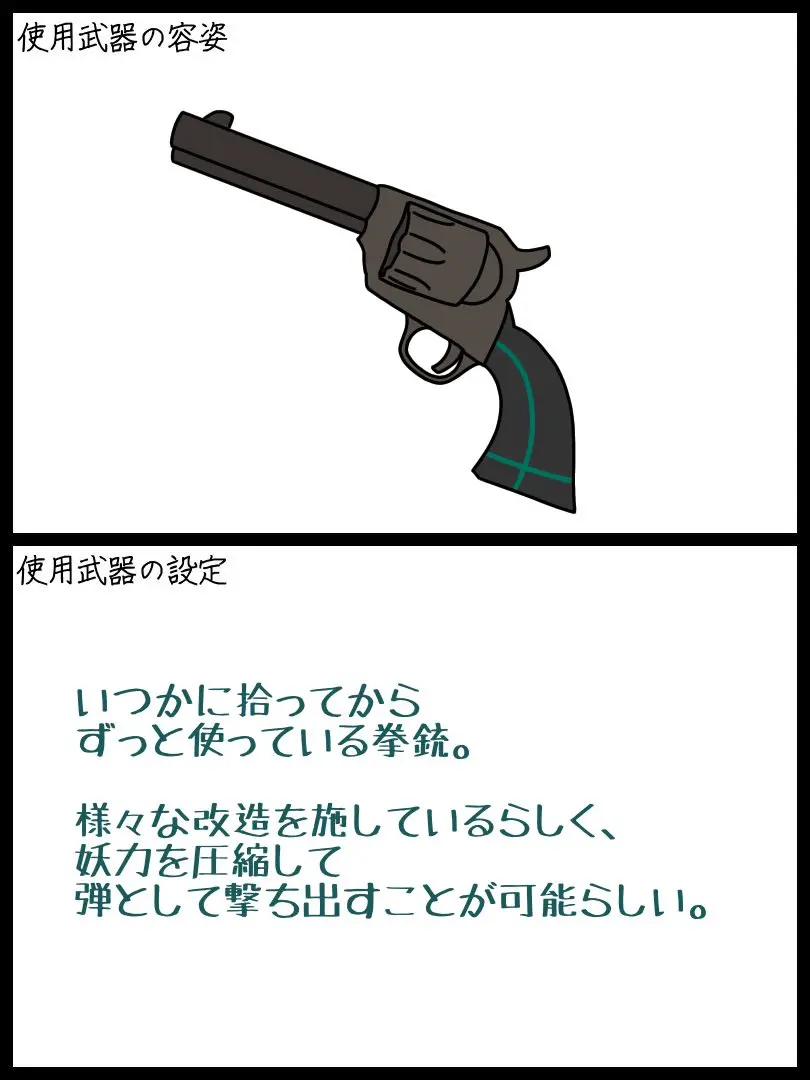 使用武器の容姿
使用武器の設定
いつかに拾ってから
ずっと使っている拳銃。
様々な改造を施しているらしく、
妖力を圧縮して
弾として撃ち出すことが可能らしい。